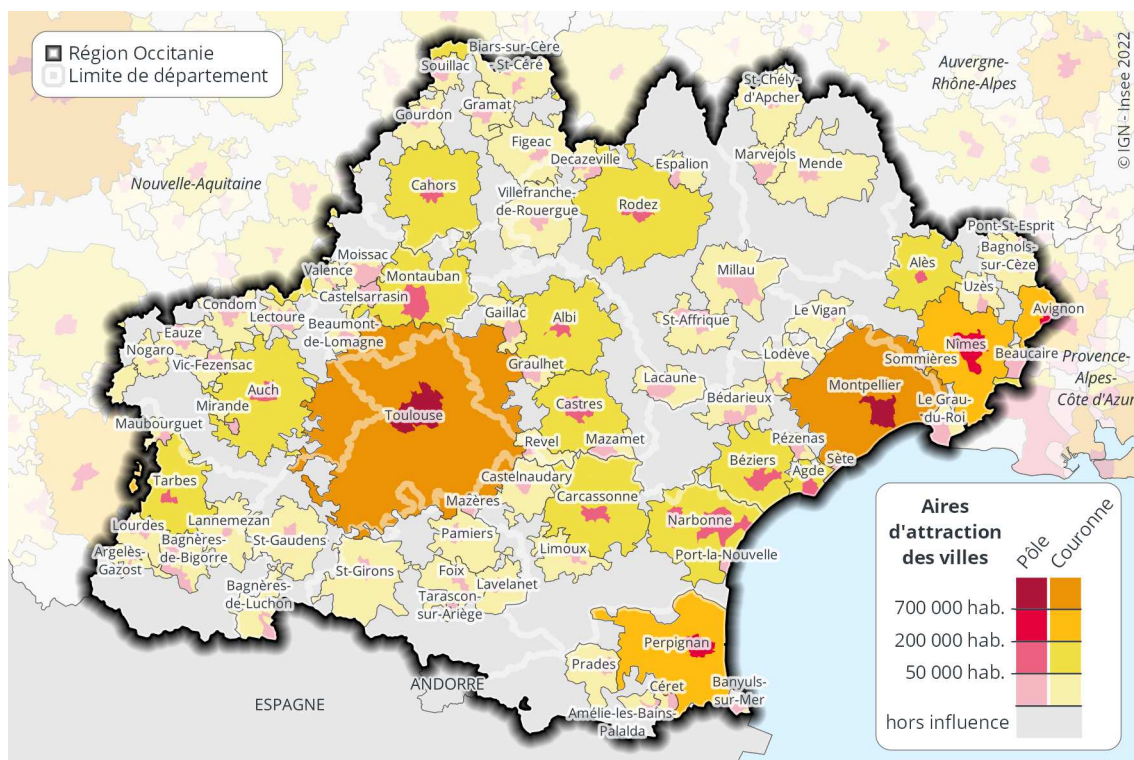 Région Occitanie
Limite de département
© IGN - Insee 2022
Auvergne-
Rhône-Alpes
Nouvelle-Aquitaine
Provence-
Alpes-
Côte d'Azur
ESPAGNE
ANDORRE
Biars-sur-Cère
Souillac
-St-Céré
Gramat
Gourdon
St-Chély-
d'Apcher
Figeac
Decazeville
Espalion
Marvejols
Mende
Cahors
Villefranche-
de-Rouergue
Rodez
Pont-St-Esprit
Bagnols-
sur-Cèze
Moissac
Valence
Montauban
Castelsarrasin
Millau
Alès
Uzès
Avignon
Condom
Lectoure
Beaumont-
de-Lomagne
Gaillac
Albi
St-Affrique
Le Vigan
Nîmes
Eauze
Nogaro
Vic-Fezensac
Graulhet
Lodève
Sommières
Beaucaire
Auch
Mirande
Maubourguet
Toulouse
Castres
Lacaune
Bédarieux
Montpellier
Le Grau-
du-Roi
Revel
Mazamet
Pézenas
Béziers
Sète
Agde
Tarbes
Castelnaudary
Mazères
Carcassonne
Narbonne
Lourdes
Lannemezan
Bagnères-
de-Bigorre
St-Gaudens
Pamiers
Limoux
Port-la-Nouvelle
Argelès-
Gazost
Bagnères-
de-Luchon
St-Girons
Foix
Lavelanet
Tarascon-
sur-Ariège
Perpignan
Prades
Céret
Banyuls-
sur-Mer
Amélie-les-Bains-
Palalda
Aires
d'attraction
des villes
Pôle
Couronne
700 000 hab.
200 000 hab.
50 000 hab.
hors influence